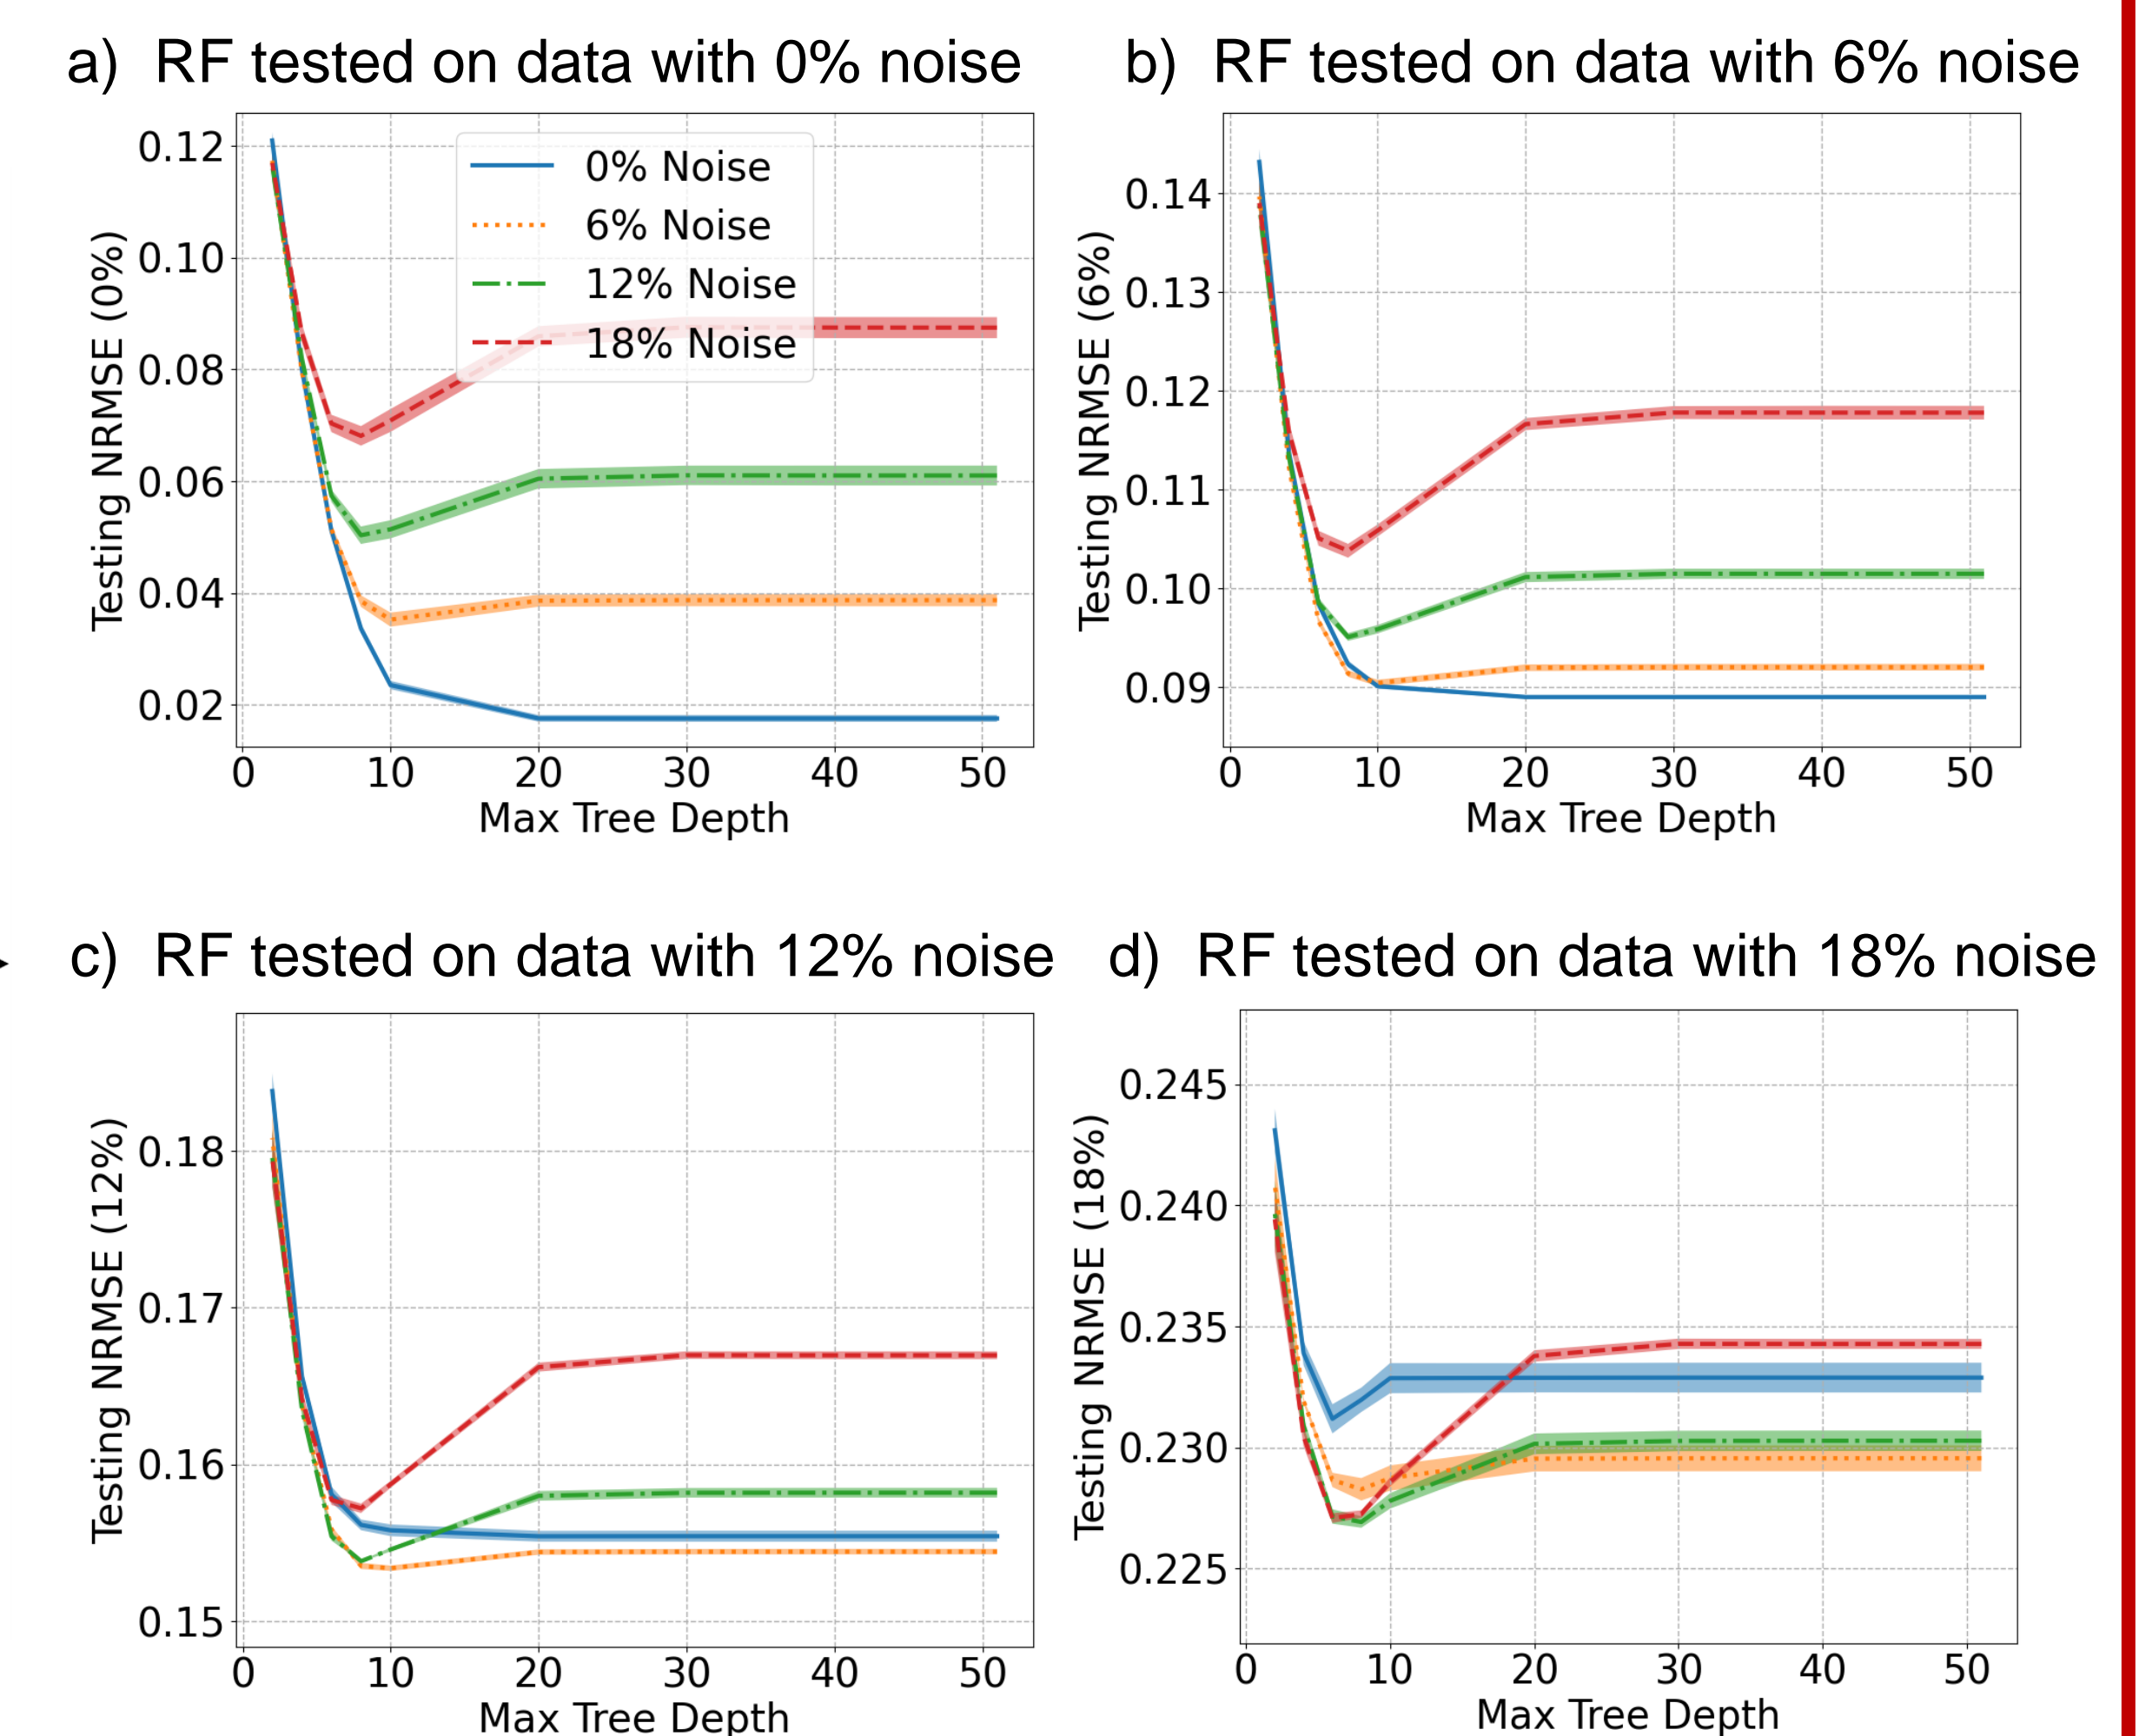 a) RF tested on data with 0% noise
0.12
0.10
0.08
0.06
0.04
0.02
Testing NRMSE (0%)
0% Noise
6% Noise
12% Noise
18% Noise
0 10 20 30 40 50
Max Tree Depth
b) RF tested on data with 6% noise
0.14
0.13
0.12
0.11
0.10
0.09
Testing NRMSE (6%)
0 10 20 30 40 50
Max Tree Depth
c) RF tested on data with 12% noise
0.18
0.17
0.16
0.15
Testing NRMSE (12%)
0 10 20 30 40 50
Max Tree Depth
d) RF tested on data with 18% noise
0.245
0.240
0.235
0.230
0.225
Testing NRMSE (18%)
0 10 20 30 40 50
Max Tree Depth